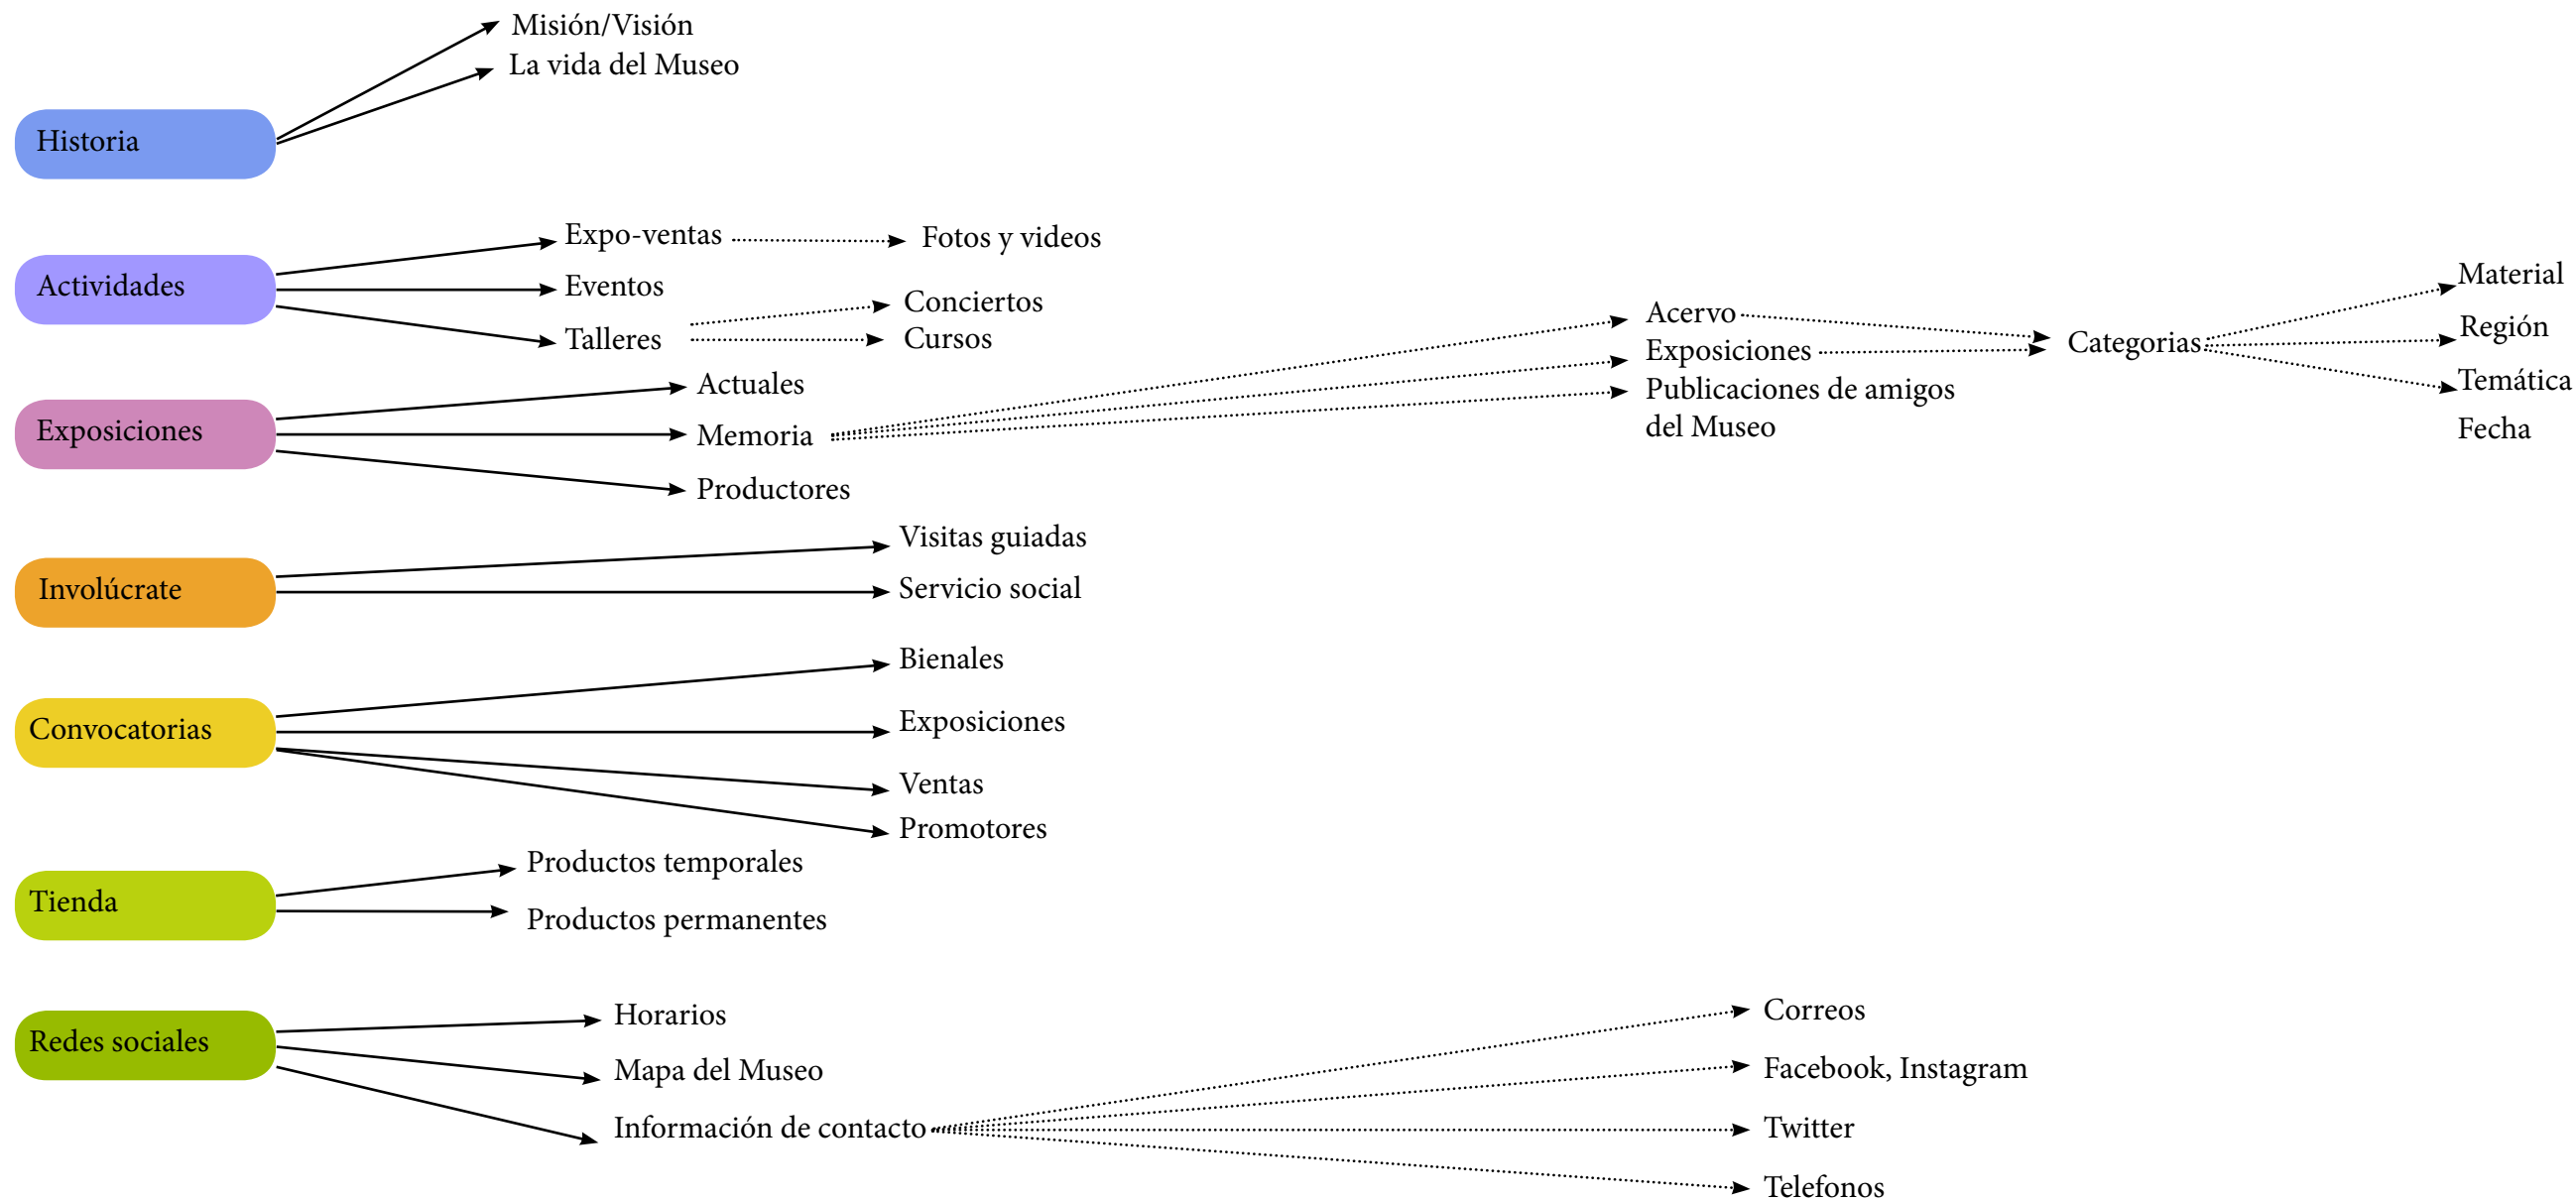 Misión/Visión
La vida del Museo
Historia
Actividades
Expo-ventas
Fotos y videos
Eventos
Talleres
Conciertos
Cursos
Exposiciones
Actuales
Memoria
Productores
Acervo
Exposiciones
Publicaciones de amigos
del Museo
Categorias
Material
Región
Temática
Fecha
Involúcrate
Visitas guiadas
Servicio social
Convocatorias
Bienales
Exposiciones
Ventas
Promotores
Tienda
Productos temporales
Productos permanentes
Redes sociales
Horarios
Mapa del Museo
Información de contacto
Correos
Facebook, Instagram
Twitter
Telefonos